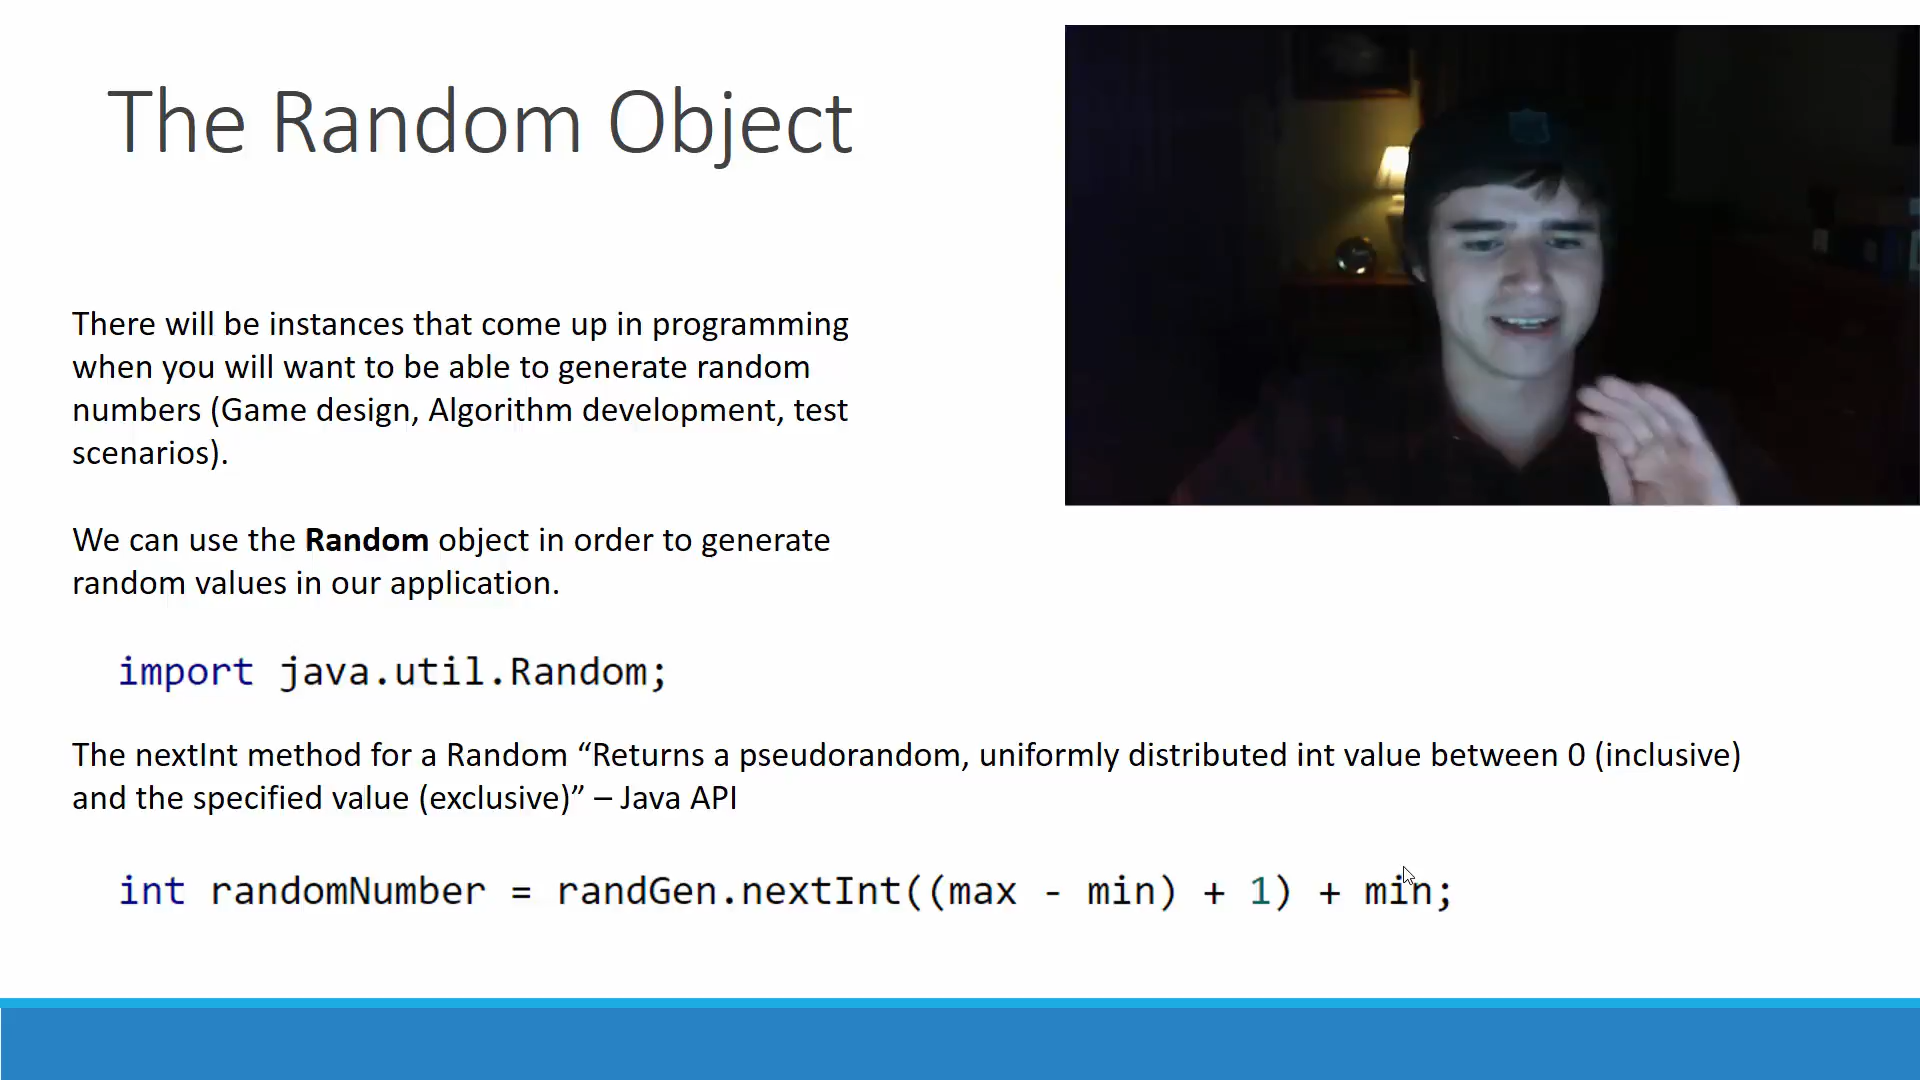 The Random Object
There will be instances that come up in programming
when you will want to be able to generate random
numbers (Game design, Algorithm development, test
scenarios).
We can use the Random object in order to generate
random values in our application.
import java.util.Random;
The nextInt method for a Random “Returns a pseudorandom, uniformly distributed int value between 0 (inclusive)
and the specified value (exclusive)” – Java API
int randomNumber = randGen.nextInt((max - min) + 1) + min;